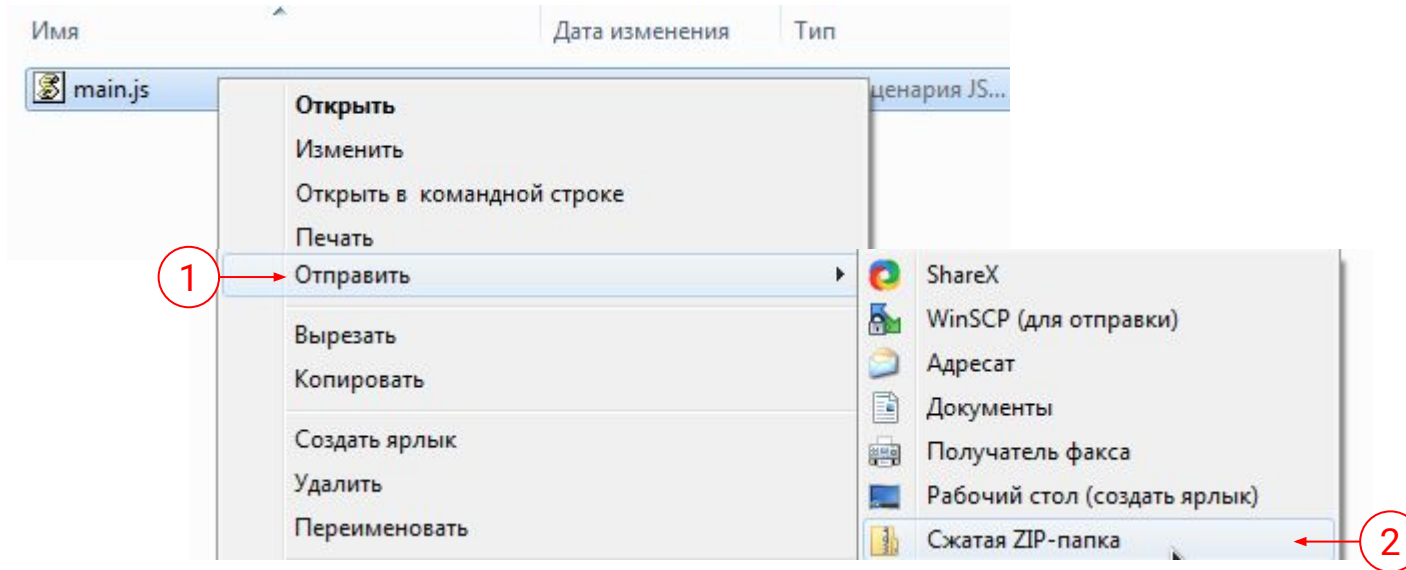 Имя Дата изменения Тип
main.js ценария JS...
Открыть
Изменить
Открыть в командной строке
Печать
1 Отправить
Вырезать
Копировать
Создать ярлык
Удалить
Переименовать
ShareX
WinSCP (для отправки)
Адресат
Документы
Получатель факса
Рабочий стол (создать ярлык)
Сжатая ZIP-папка 2